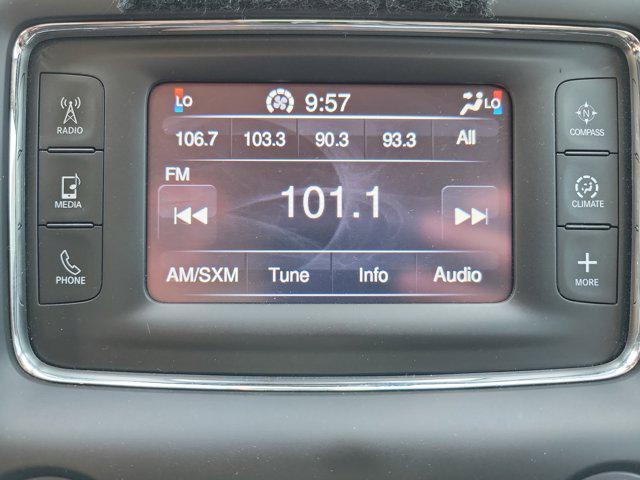 LO 9:57 LO
106.7 103.3 90.3 93.3 All
FM
101.1
AM/SXM Tune Info Audio
RADIO
MEDIA
PHONE
N
COMPASS
CLIMATE
MORE